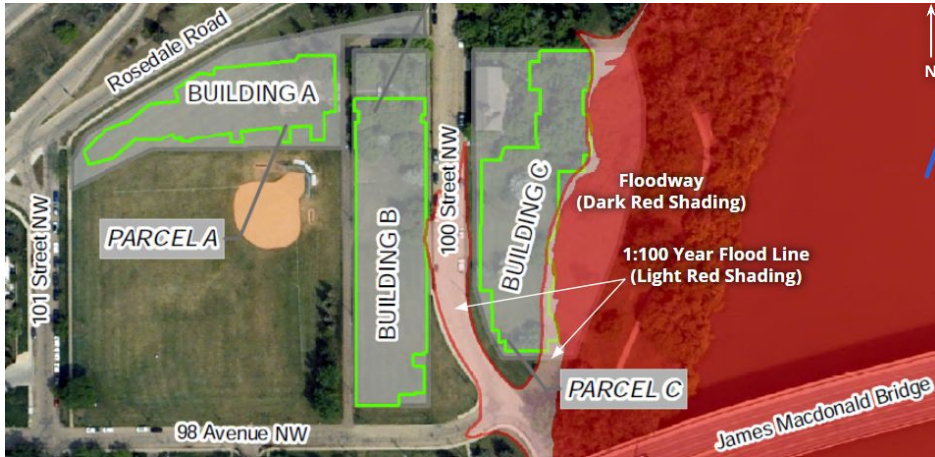 Rosedale Road
N
BUILDING A
101 Street NW
PARCEL A
BUILDING B
100 Street NW
BUILDING C
Floodway
(Dark Red Shading)
1:100 Year Flood Line
(Light Red Shading)
PARCEL C
98 Avenue NW
James Macdonald Bridge